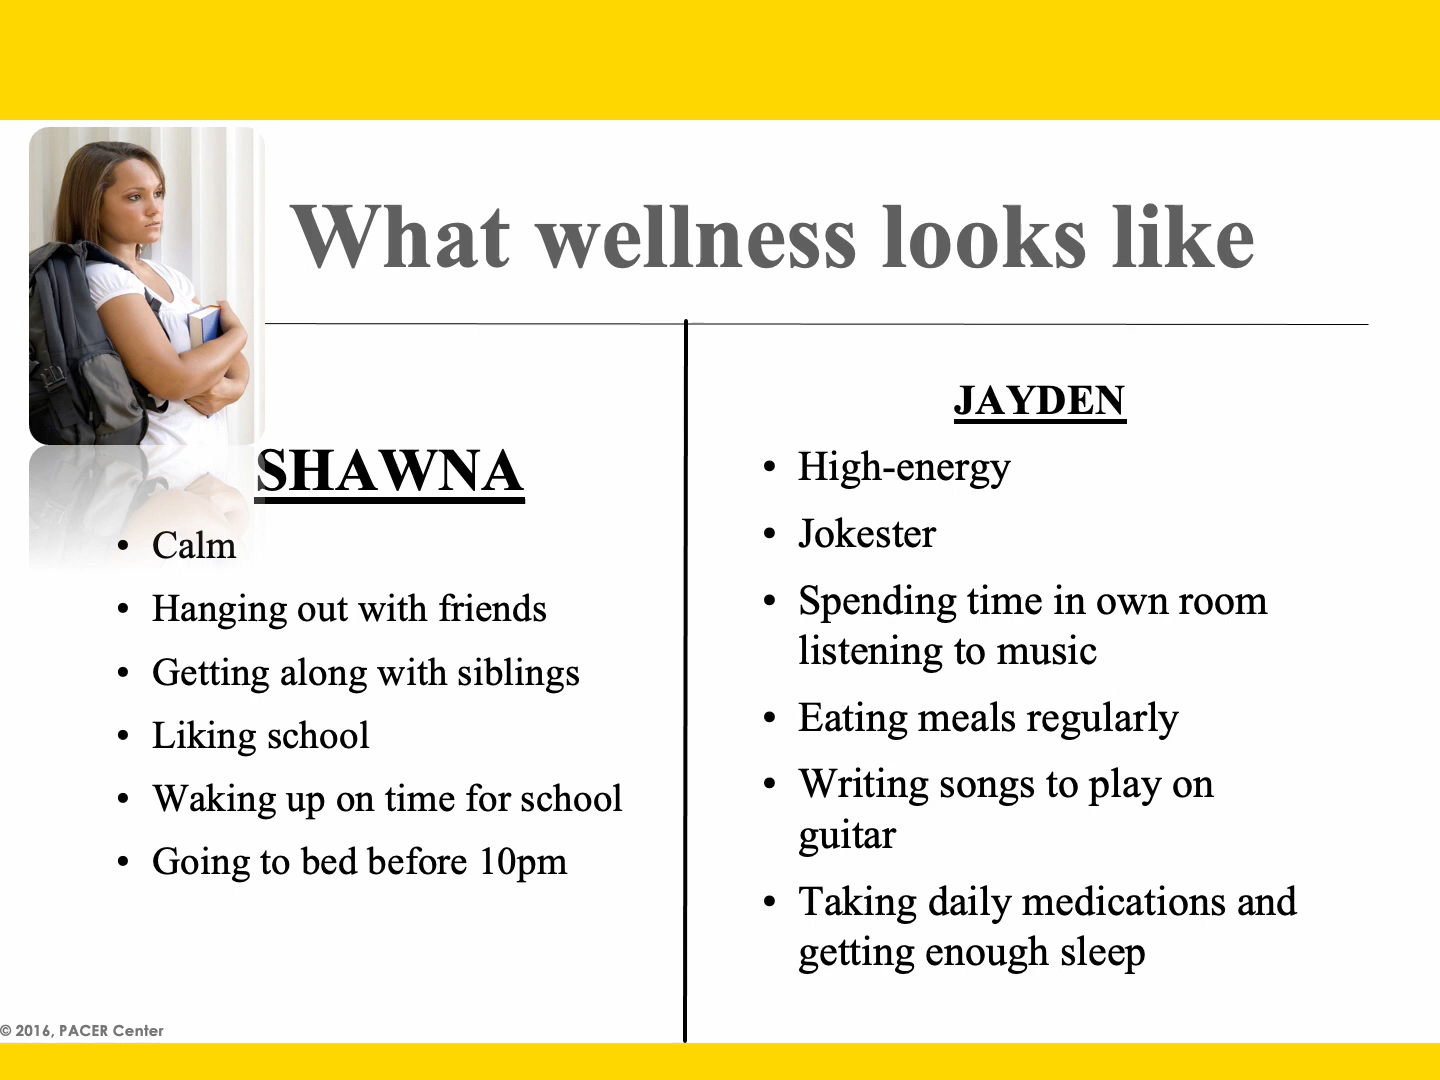 What wellness looks like
SHAWNA
• Calm
• Hanging out with friends
• Getting along with siblings
• Liking school
• Waking up on time for school
• Going to bed before 10pm
JAYDEN
• High-energy
• Jokester
• Spending time in own room
listening to music
• Eating meals regularly
• Writing songs to play on
guitar
• Taking daily medications and
getting enough sleep
© 2016, PACER Center